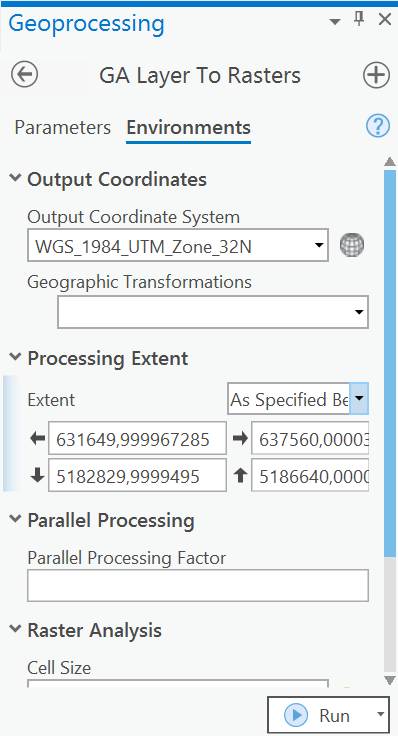 Geoprocessing
GA Layer To Rasters
Parameters Environments
Output Coordinates
Output Coordinate System
WGS_1984_UTM_Zone_32N
Geographic Transformations
Processing Extent
Extent As Specified Be
631649,999967285 637560,00003
5182829,9999495 5186640,0000
Parallel Processing
Parallel Processing Factor
Raster Analysis
Cell Size
Run